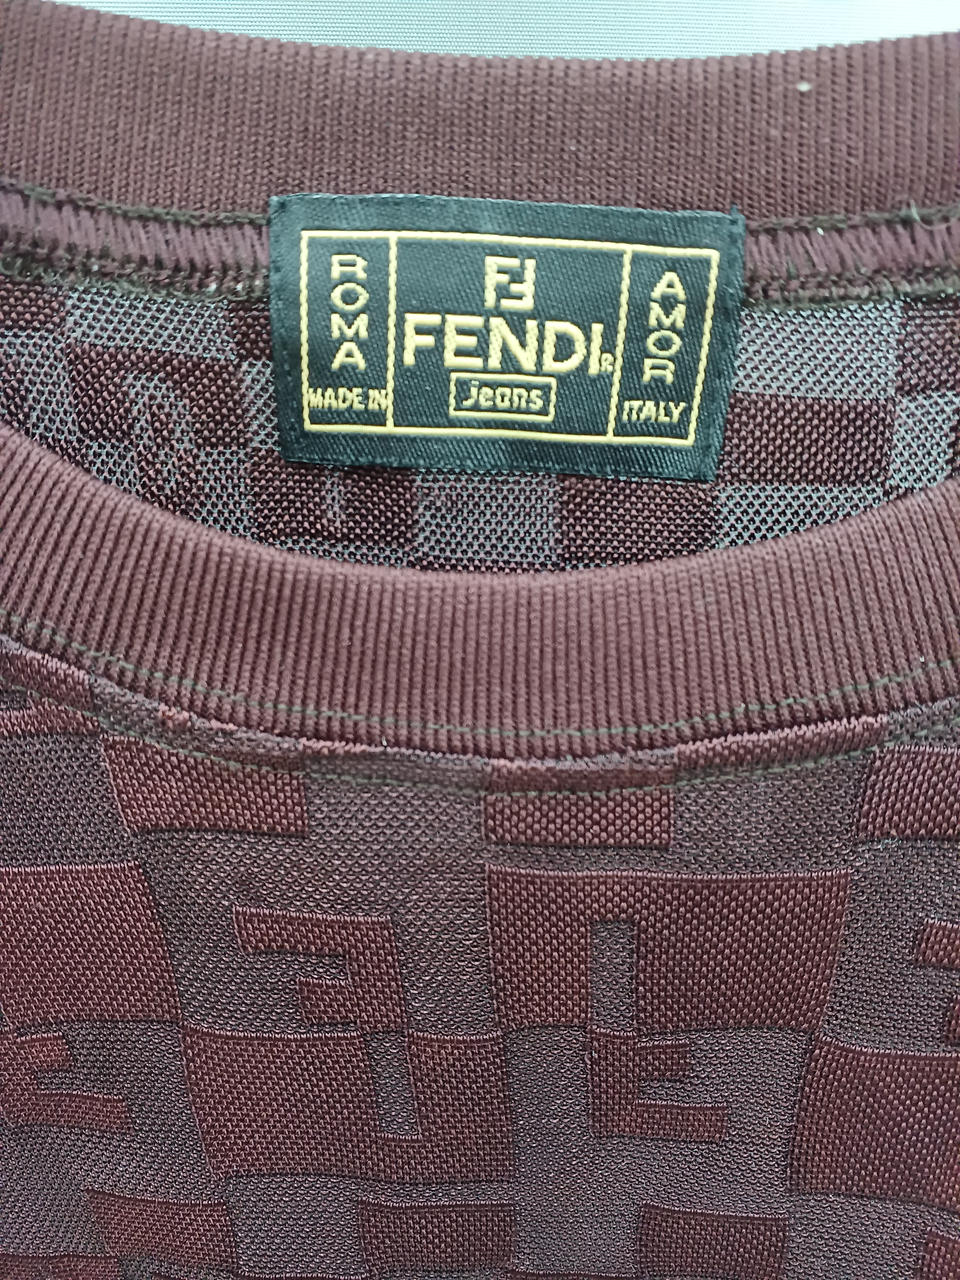 ROMA
MADE IN
FF
FENDI®
Jeans
AMOR
ITALY